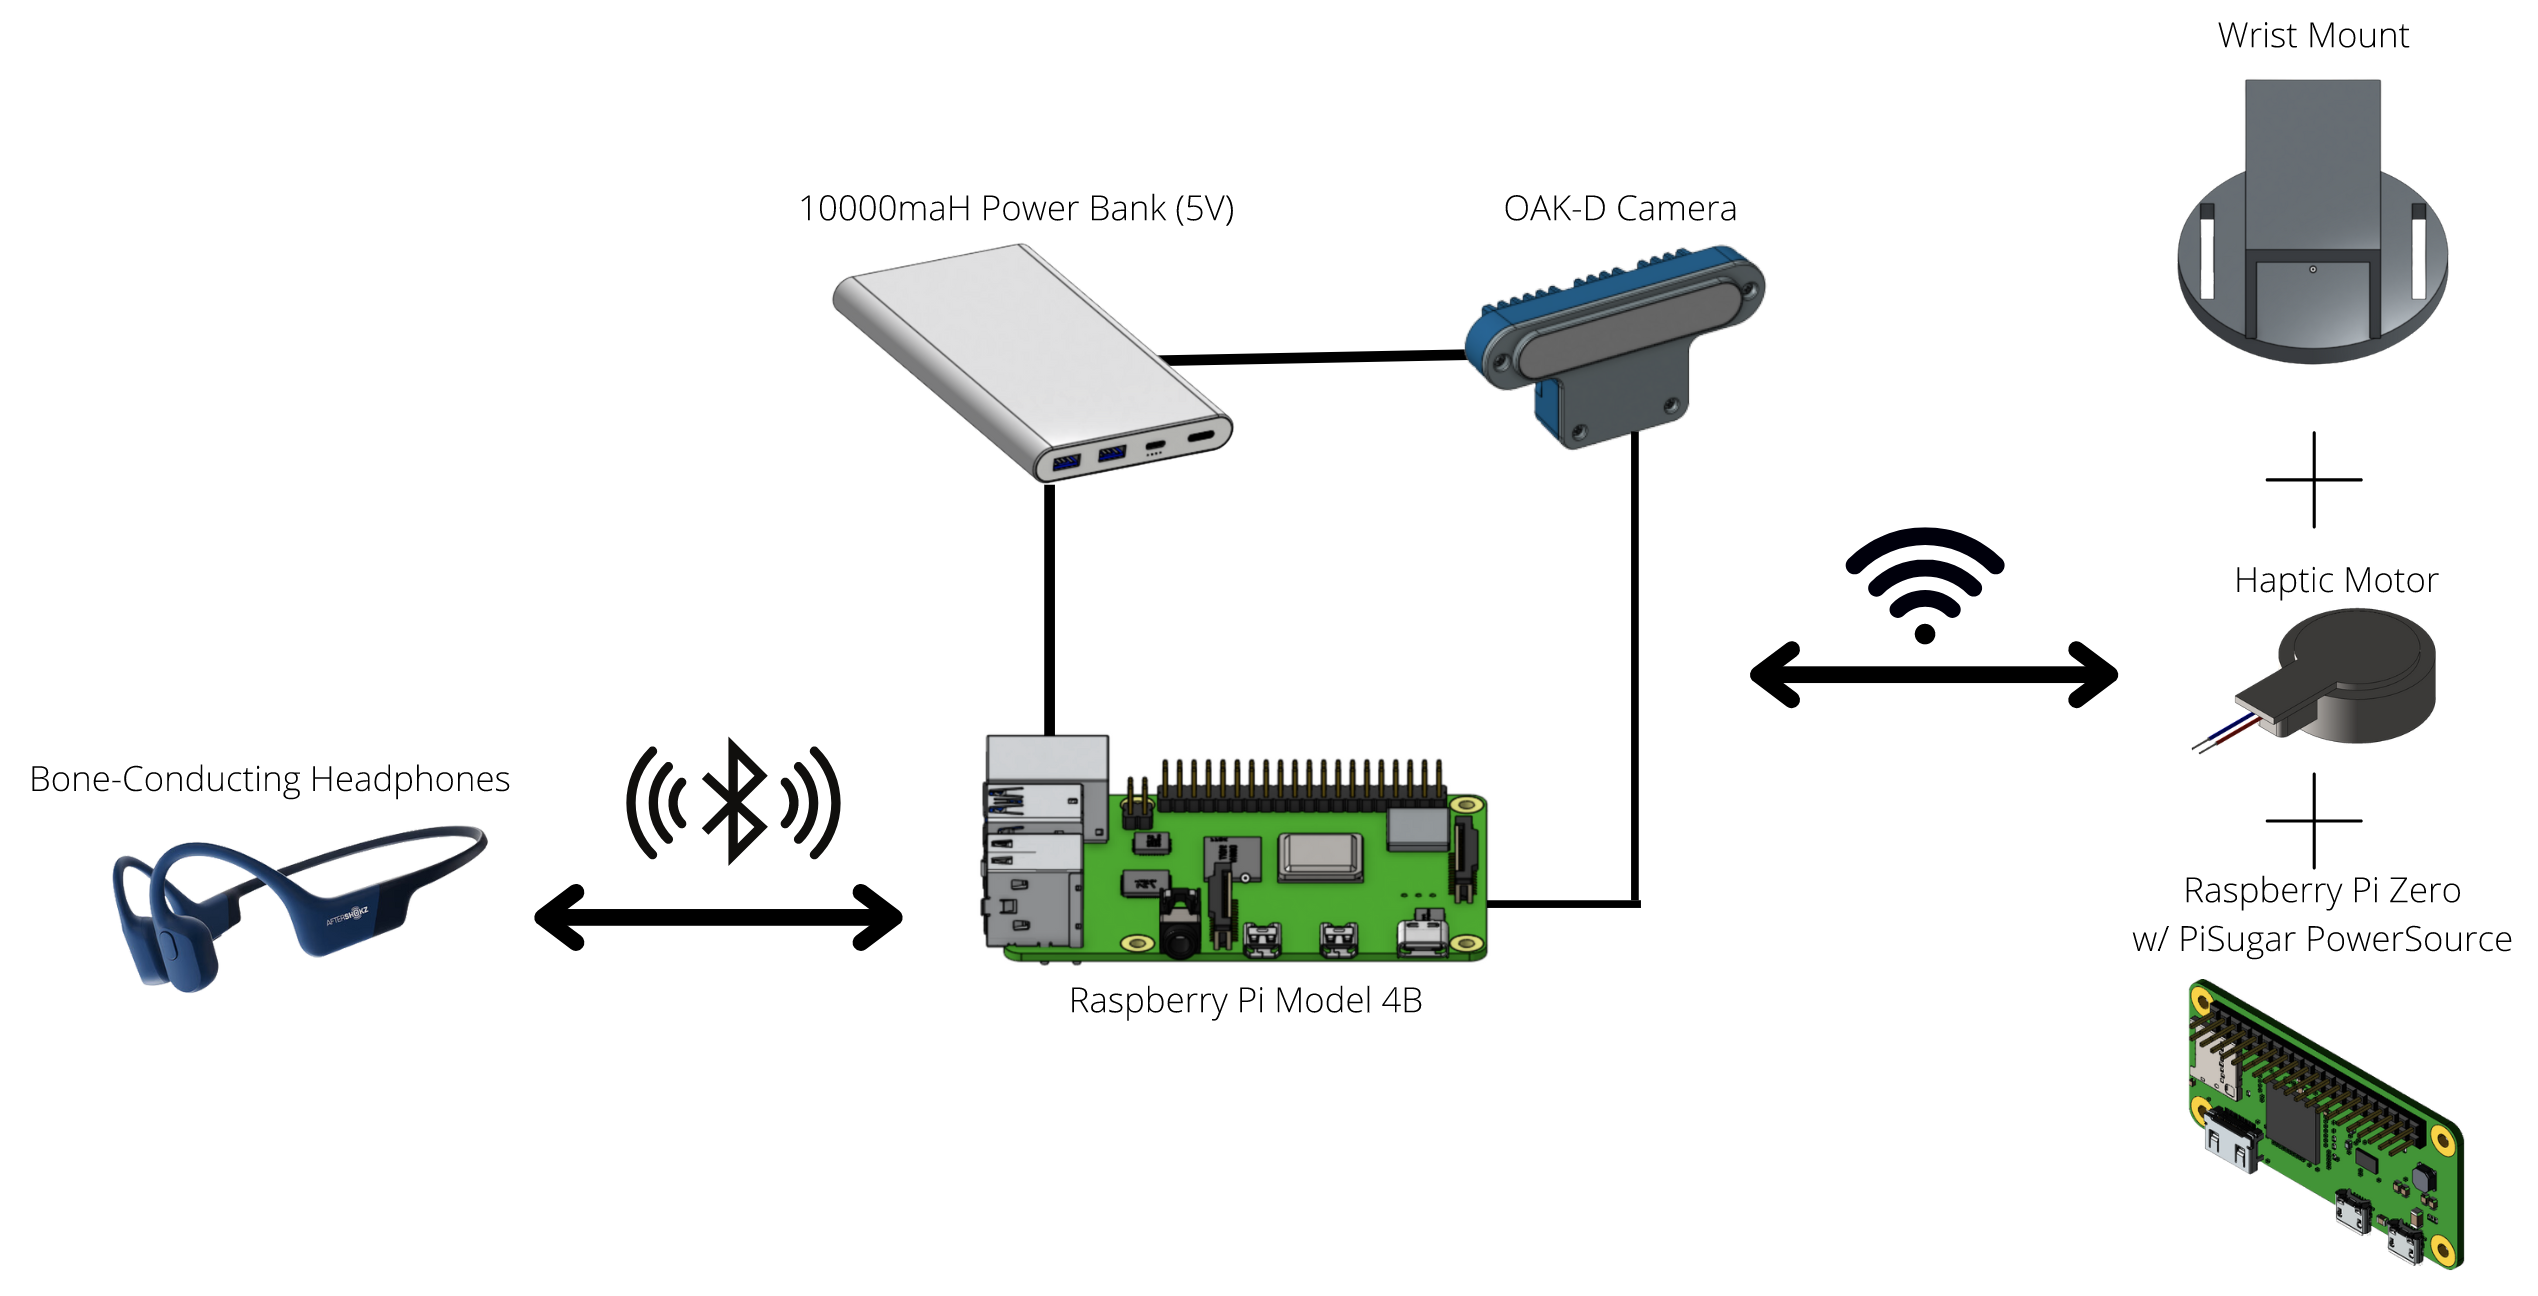 Wrist Mount
10000maH Power Bank (5V)
OAK-D Camera
Haptic Motor
Bone-Conducting Headphones
AFTERSHOKZ
Raspberry Pi Zero
w/ PiSugar PowerSource
Raspberry Pi Model 4B